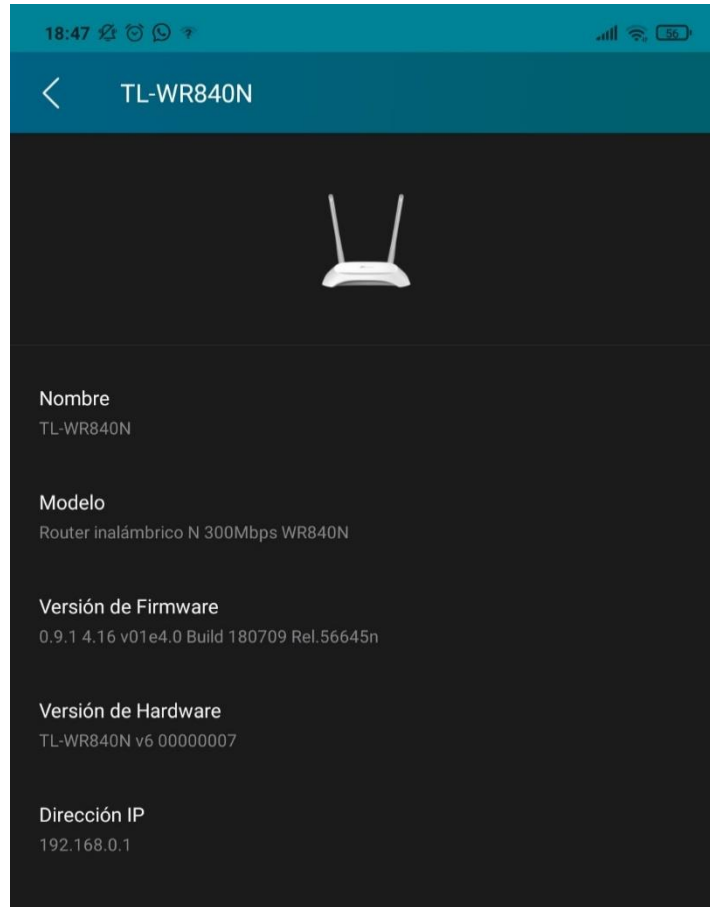 18:47
56
TL-WR840N
Nombre
TL-WR840N
Modelo
Router inalámbrico N 300Mbps WR840N
Versión de Firmware
0.9.1 4.16 v01e4.0 Build 180709 Rel.56645n
Versión de Hardware
TL-WR840N v6 00000007
Dirección IP
192.168.0.1